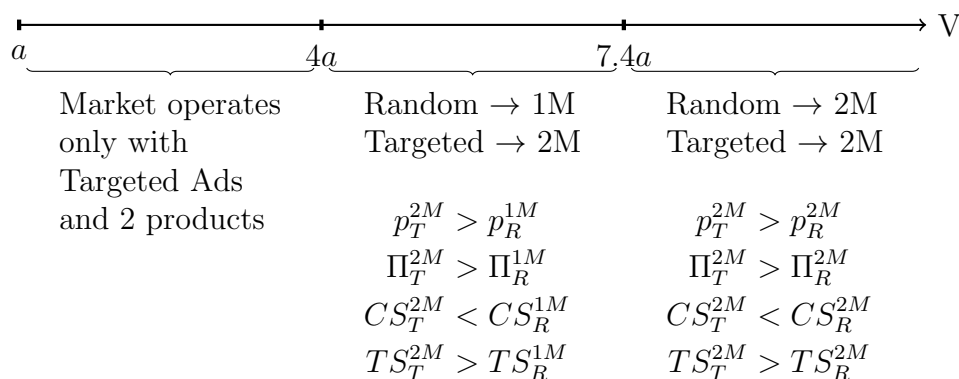 V
a 4a 7.4a
Market operates Random → 1M Random → 2M
only with Targeted → 2M Targeted → 2M
Targeted Ads
and 2 products p_T^{2M} > p_R^{1M} p_T^{2M} > p_R^{2M}
Π_T^{2M} > Π_R^{1M} Π_T^{2M} > Π_R^{2M}
CS_T^{2M} < CS_R^{1M} CS_T^{2M} < CS_R^{2M}
TS_T^{2M} > TS_R^{1M} TS_T^{2M} > TS_R^{2M}